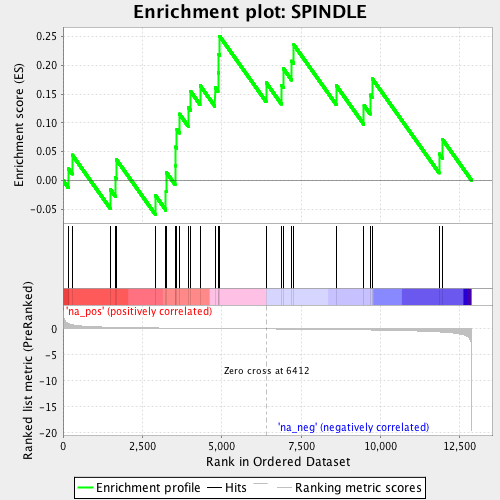 Enrichment plot: SPINDLE
Enrichment score (ES)
0.25
0.20
0.15
0.10
0.05
0.00
-0.05
'na_pos' (positively correlated)
Ranked list metric (PreRanked)
0
-5
-10
-15
-20
Zero cross at 6412
'na_neg' (negatively correlated)
0
2,500
5,000
7,500
10,000
12,500
Rank in Ordered Dataset
Enrichment profile
Hits
Ranking metric scores